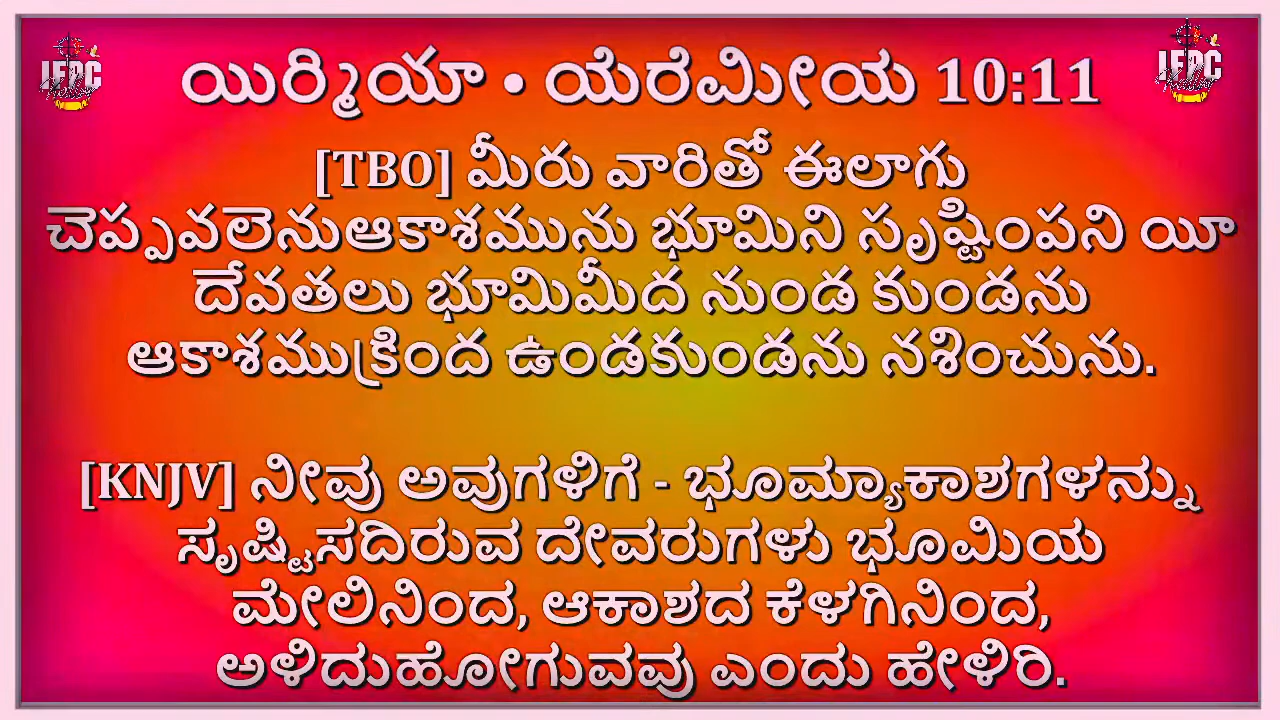 యిర్మియా • ಯೆರೆಮೀಯ 10:11
[TBO] మీరు వారితో ఈలాగు
చెప్పవలెనుఆకాశమును భూమిని సృష్టింపని యీ
దేవతలు భూమిమీద నుండ కుండను
ఆకాశముక్రింద ఉండకుండను నశించును.
[KNJV] ನೀವು ಅವುಗಳಿಗೆ - ಭೂಮ್ಯಾಕಾಶಗಳನ್ನು
ಸೃಷ್ಟಿಸದಿರುವ ದೇವರುಗಳು ಭೂಮಿಯ
ಮೇಲಿನಿಂದ, ಆಕಾಶದ ಕೆಳಗಿನಿಂದ,
ಅಳಿದುಹೋಗುವವು ಎಂದು ಹೇಳಿರಿ.